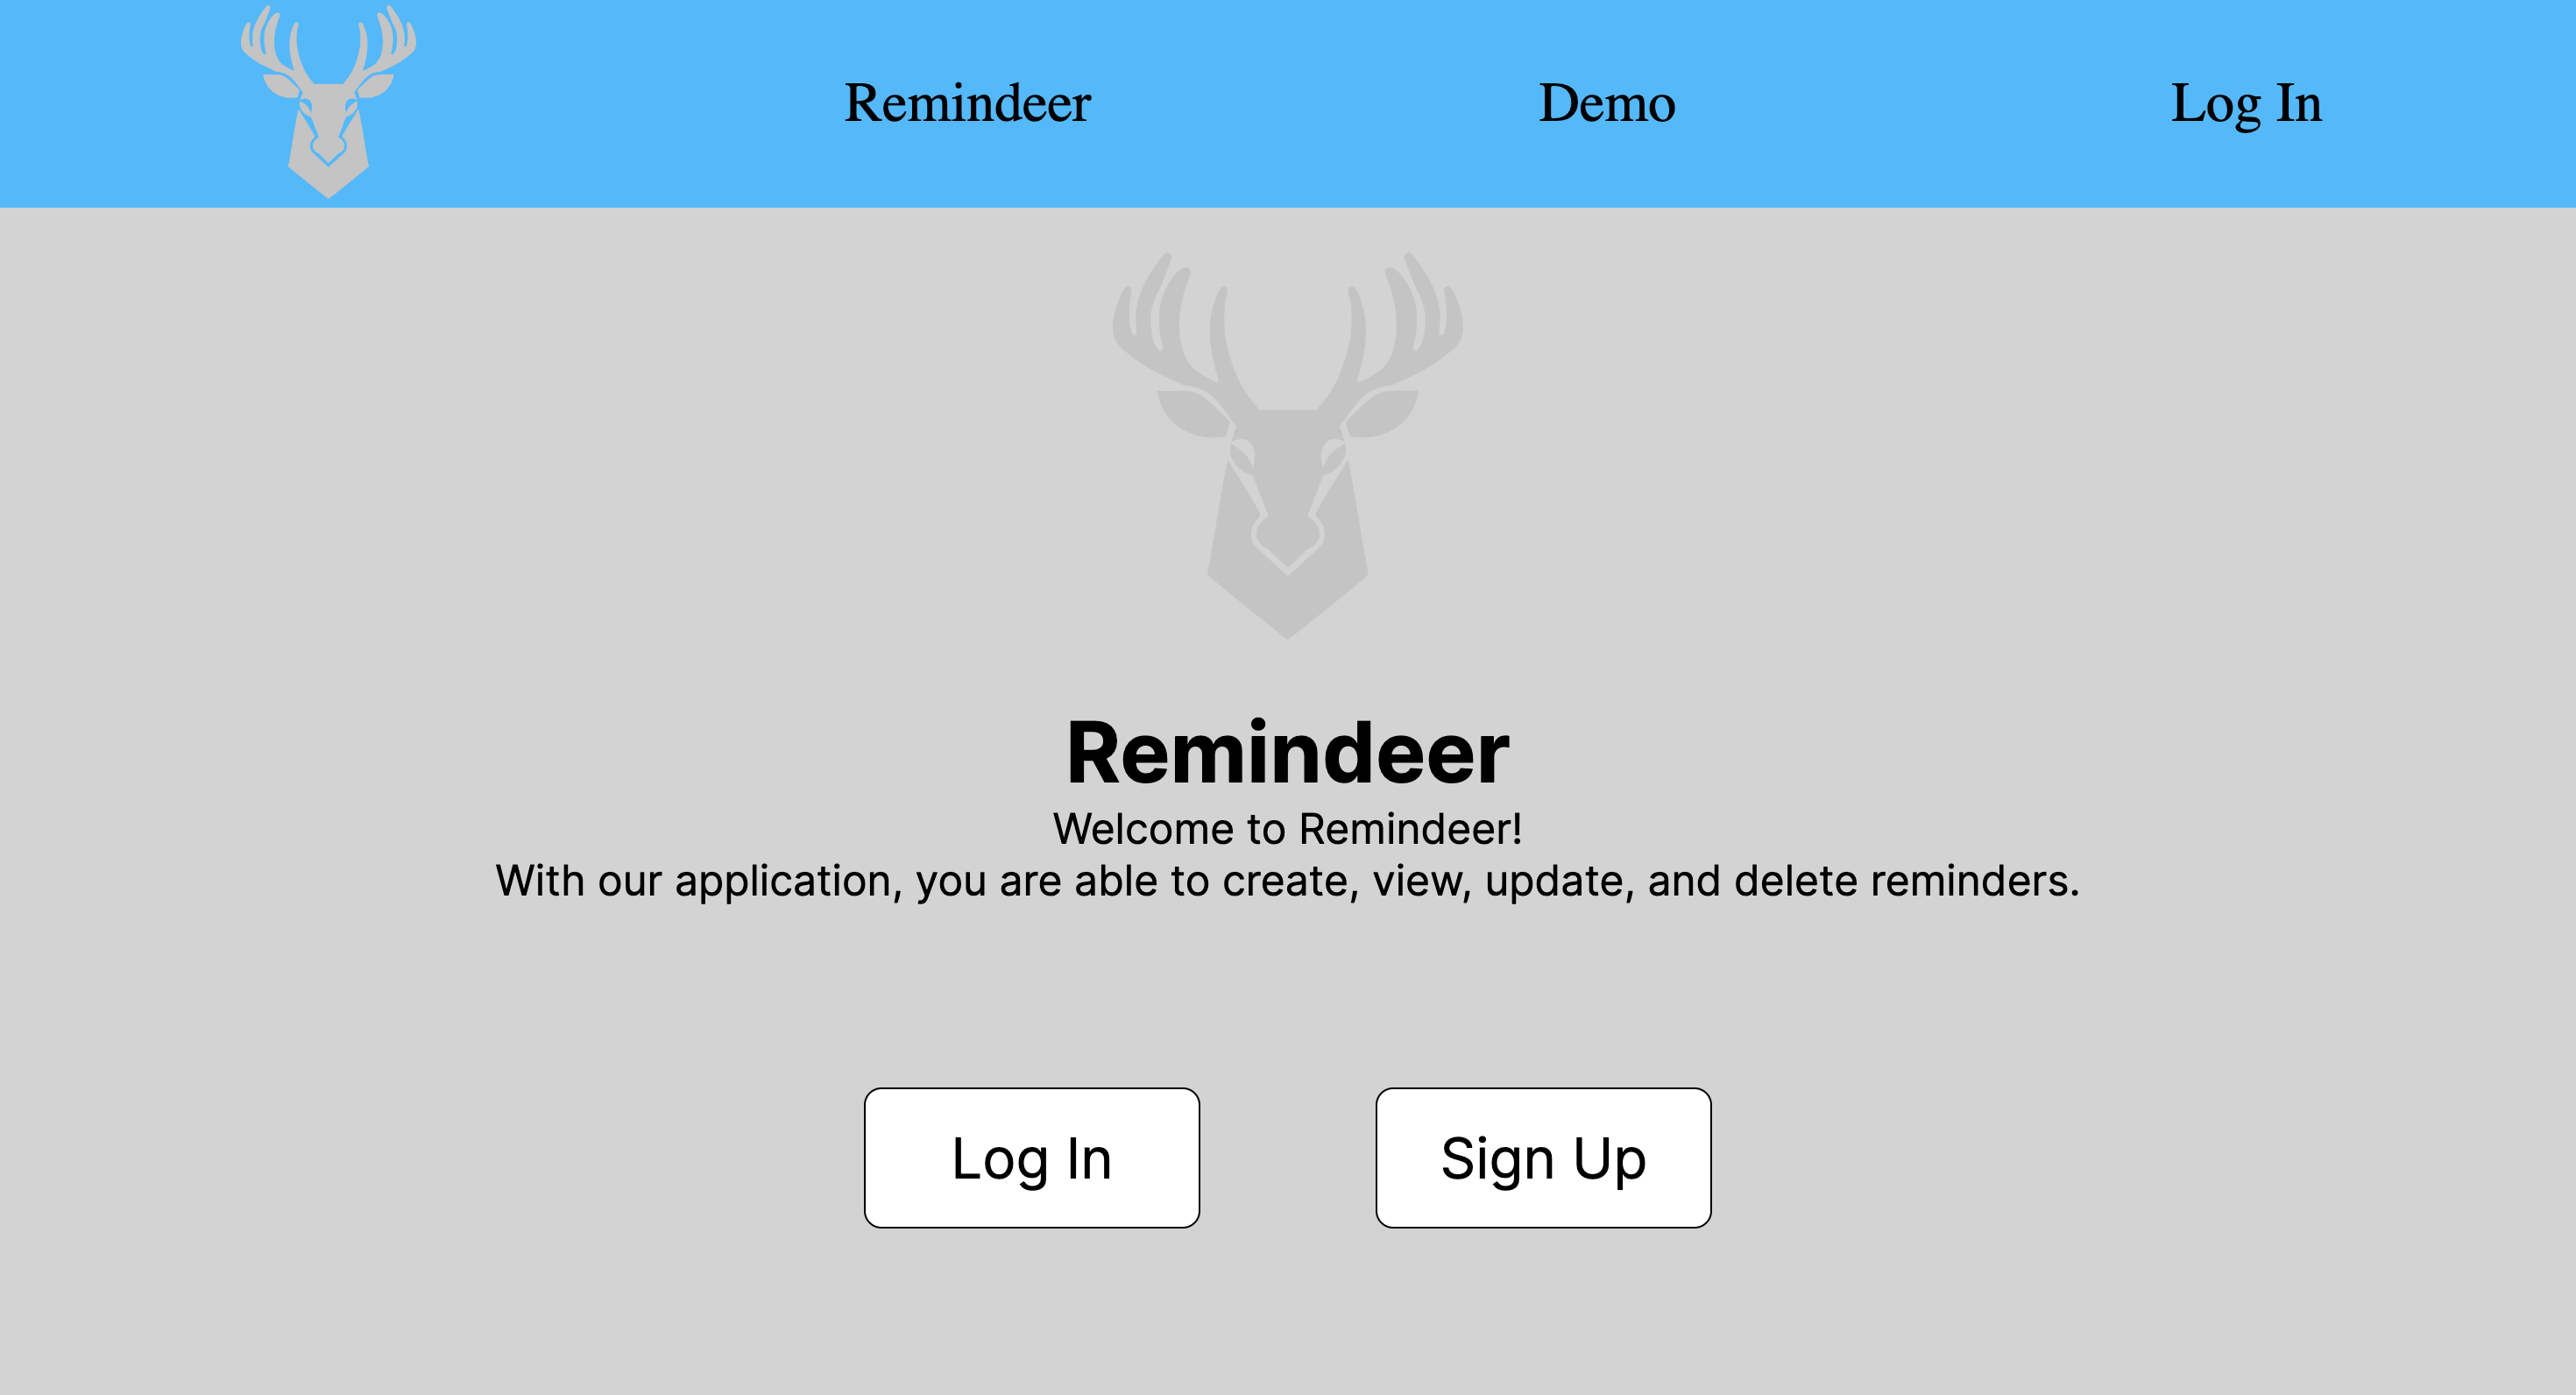 Remindeer Demo Log In
Remindeer
Welcome to Remindeer!
With our application, you are able to create, view, update, and delete reminders.
Log In Sign Up